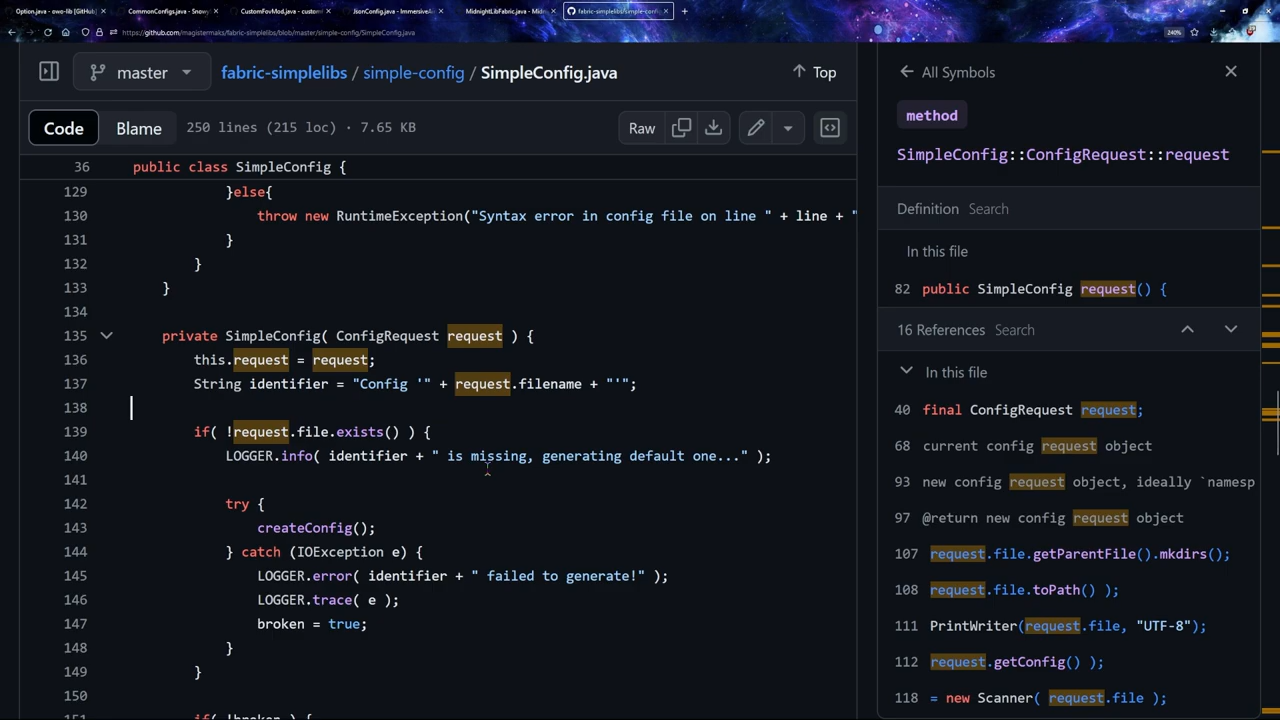 Option.java - owo-lib [GitHub]
CommonConfigs.java - Snowy
CustomFovMod.java - custom
JsonConfig.java - ImmersiveA
MidnightLibFabric.java - Midn
fabric-simplelibs/simple-config
https://github.com/magistermaks/fabric-simplelibs/blob/master/simple-config/SimpleConfig.java
240%
master
fabric-simplelibs / simple-config / SimpleConfig.java
Top
Code
Blame
250 lines (215 loc) · 7.65 KB
Raw
36 public class SimpleConfig {
129 }else{
130 throw new RuntimeException("Syntax error in config file on line " + line + "
131 }
132 }
133 }
134
135 private SimpleConfig( ConfigRequest request ) {
136 this.request = request;
137 String identifier = "Config '" + request.filename + "'";
138
139 if( !request.file.exists() ) {
140 LOGGER.info( identifier + " is missing, generating default one..." );
141
142 try {
143 createConfig();
144 } catch (IOException e) {
145 LOGGER.error( identifier + " failed to generate!" );
146 LOGGER.trace( e );
147 broken = true;
148 }
149 }
150
151 if( !broken ) {
All Symbols
method
SimpleConfig::ConfigRequest::request
Definition Search
In this file
82 public SimpleConfig request() {
16 References Search
In this file
40 final ConfigRequest request;
68 current config request object
93 new config request object, ideally `namesp
97 @return new config request object
107 request.file.getParentFile().mkdirs();
108 request.file.toPath() );
111 PrintWriter(request.file, "UTF-8");
112 request.getConfig() );
118 = new Scanner( request.file );